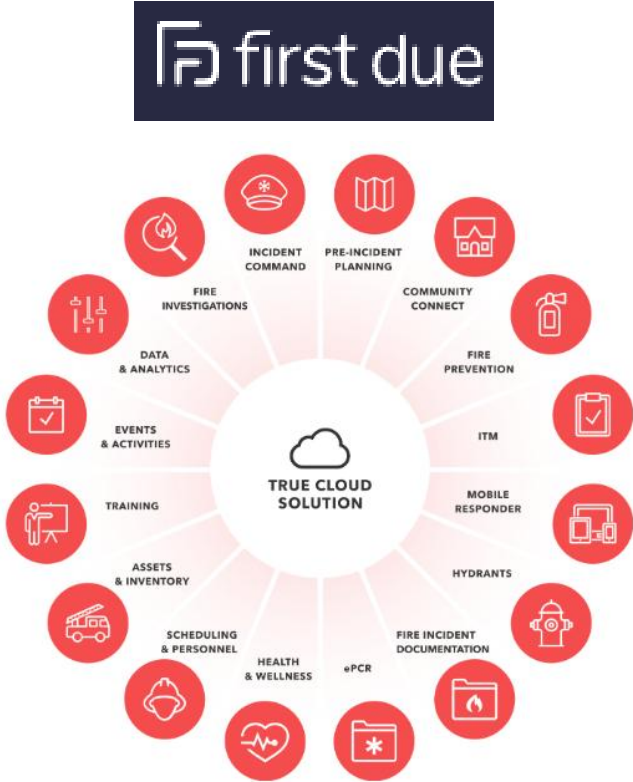 first due
INCIDENT
COMMAND
PRE-INCIDENT
PLANNING
COMMUNITY
CONNECT
FIRE
PREVENTION
ITM
MOBILE
RESPONDER
HYDRANTS
FIRE INCIDENT
DOCUMENTATION
ePCR
HEALTH
& WELLNESS
SCHEDULING
& PERSONNEL
ASSETS
& INVENTORY
TRAINING
EVENTS
& ACTIVITIES
DATA
& ANALYTICS
FIRE
INVESTIGATIONS
TRUE CLOUD
SOLUTION